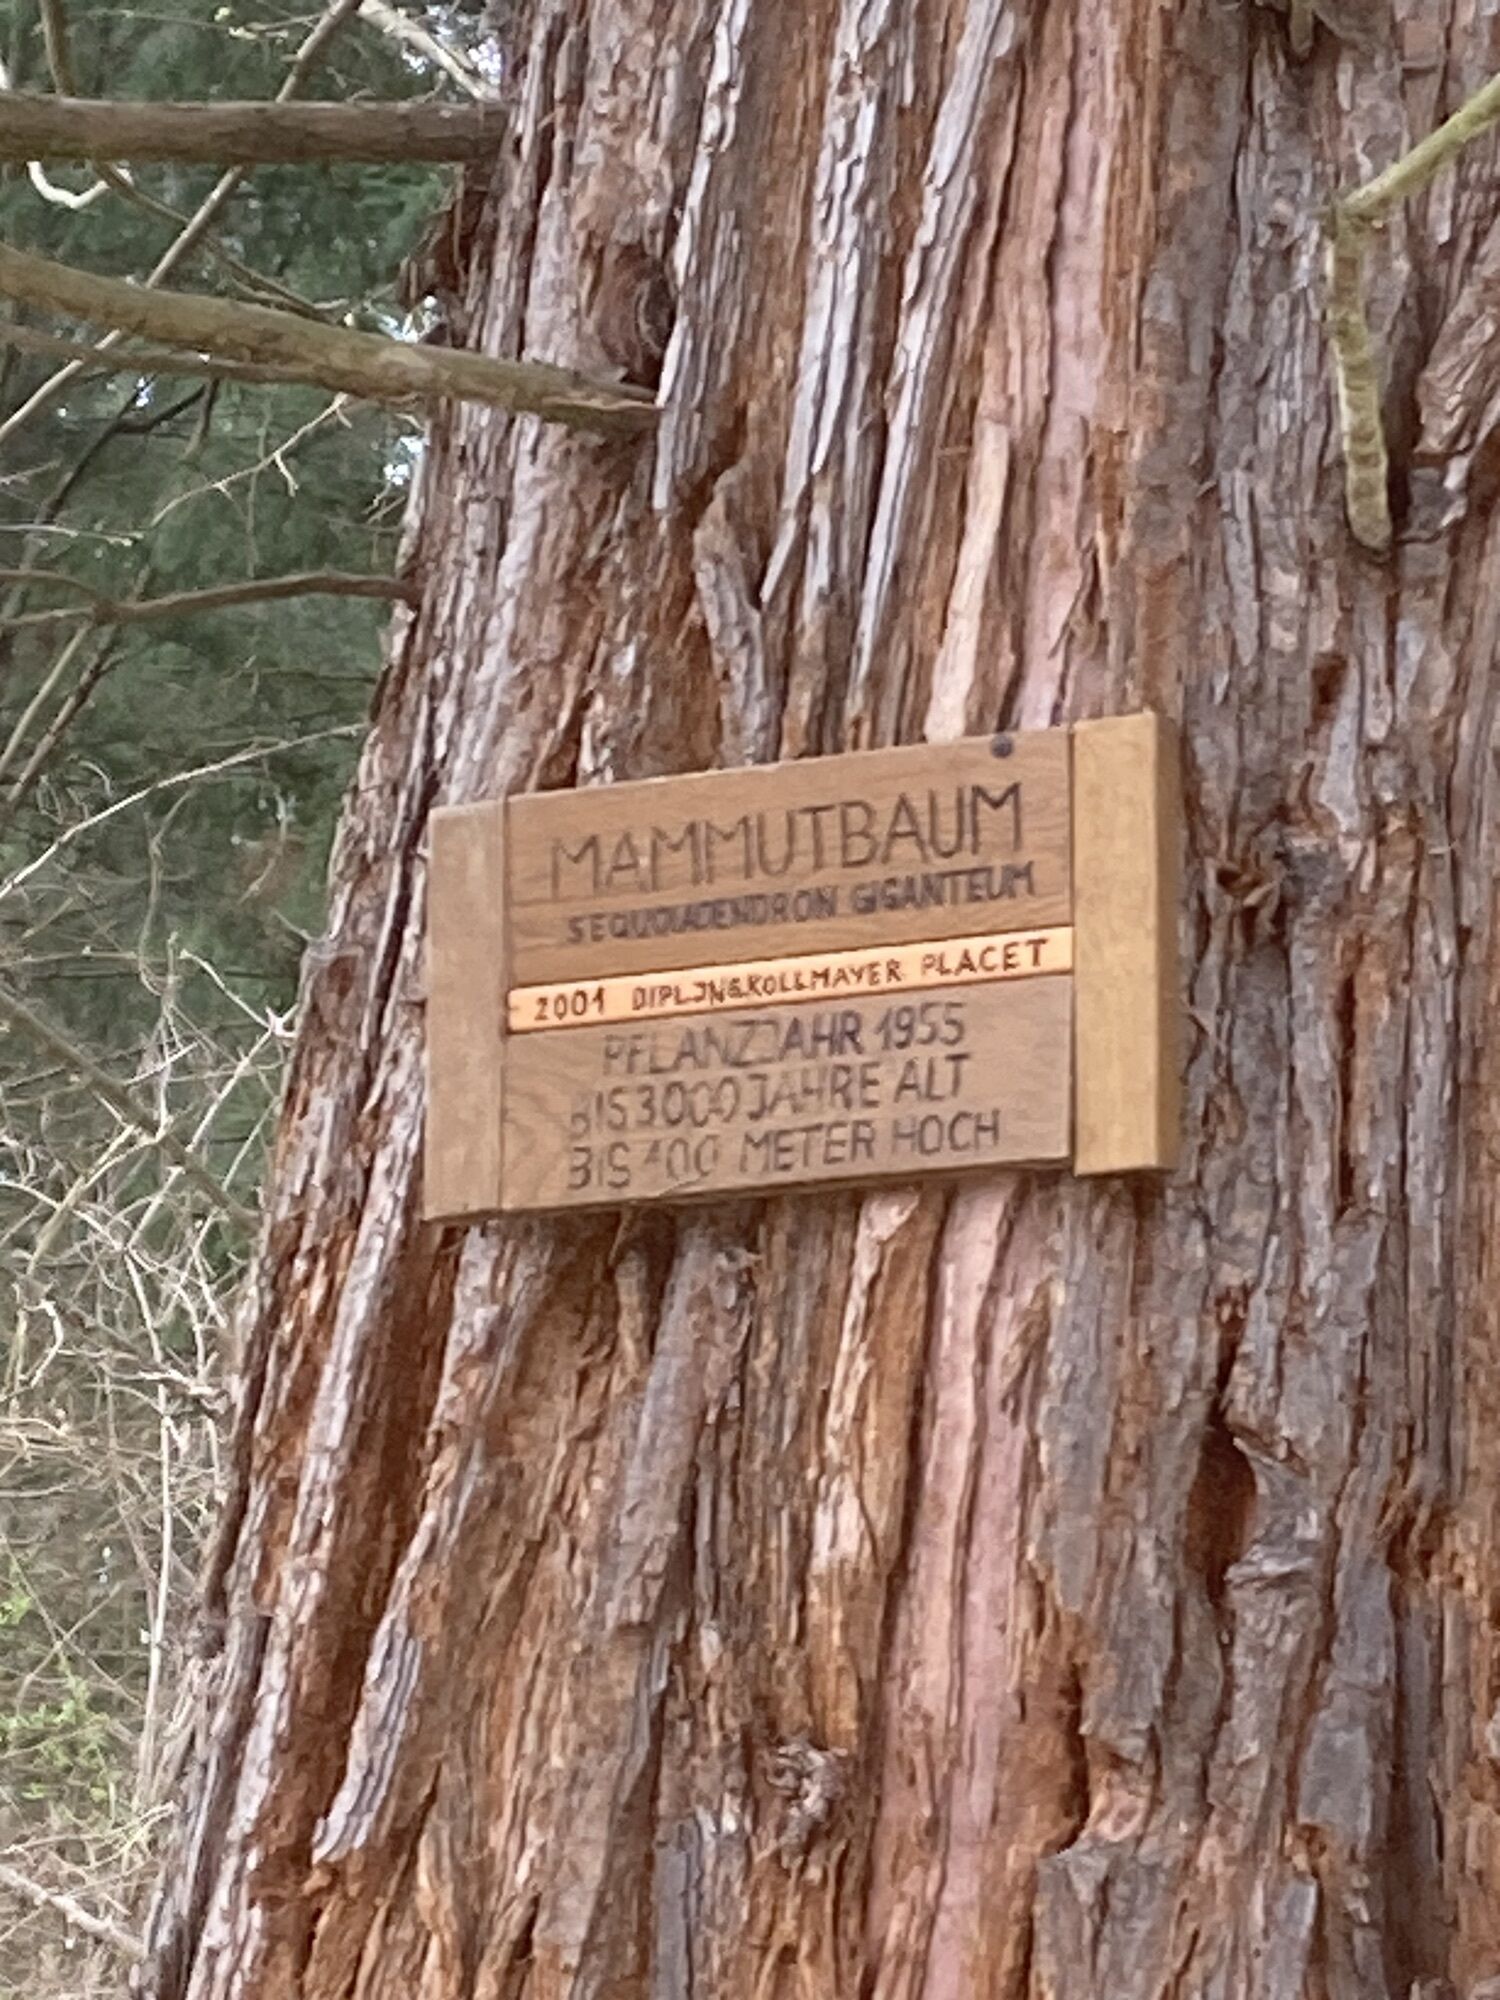 MAMMUTBAUM
SEQUOIADENDRON GIGANTEUM
2001 DIPL.ING.KOLLMAYER PLACET
PFLANZJAHR 1955
BIS 3000 JAHRE ALT
BIS 100 METER HOCH